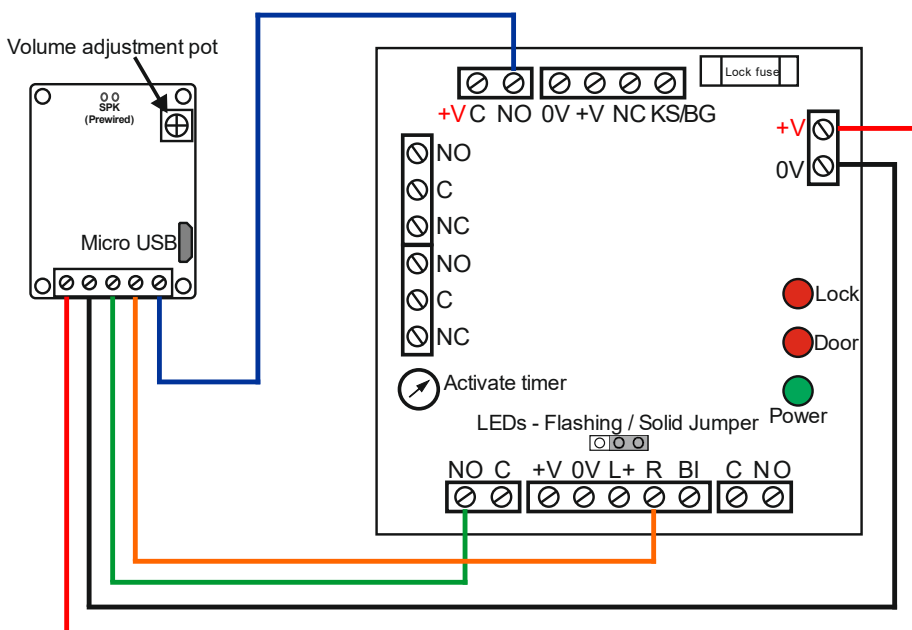 Volume adjustment pot
SPK
(Prewired)
Micro USB
Lock fuse
+V C NO 0V +V NC KS/BG
+V
0V
NO
C
NC
NO
C
NC
Lock
Door
Power
Activate timer
LEDs - Flashing / Solid Jumper
NO C +V 0V L+ R Bl C NO